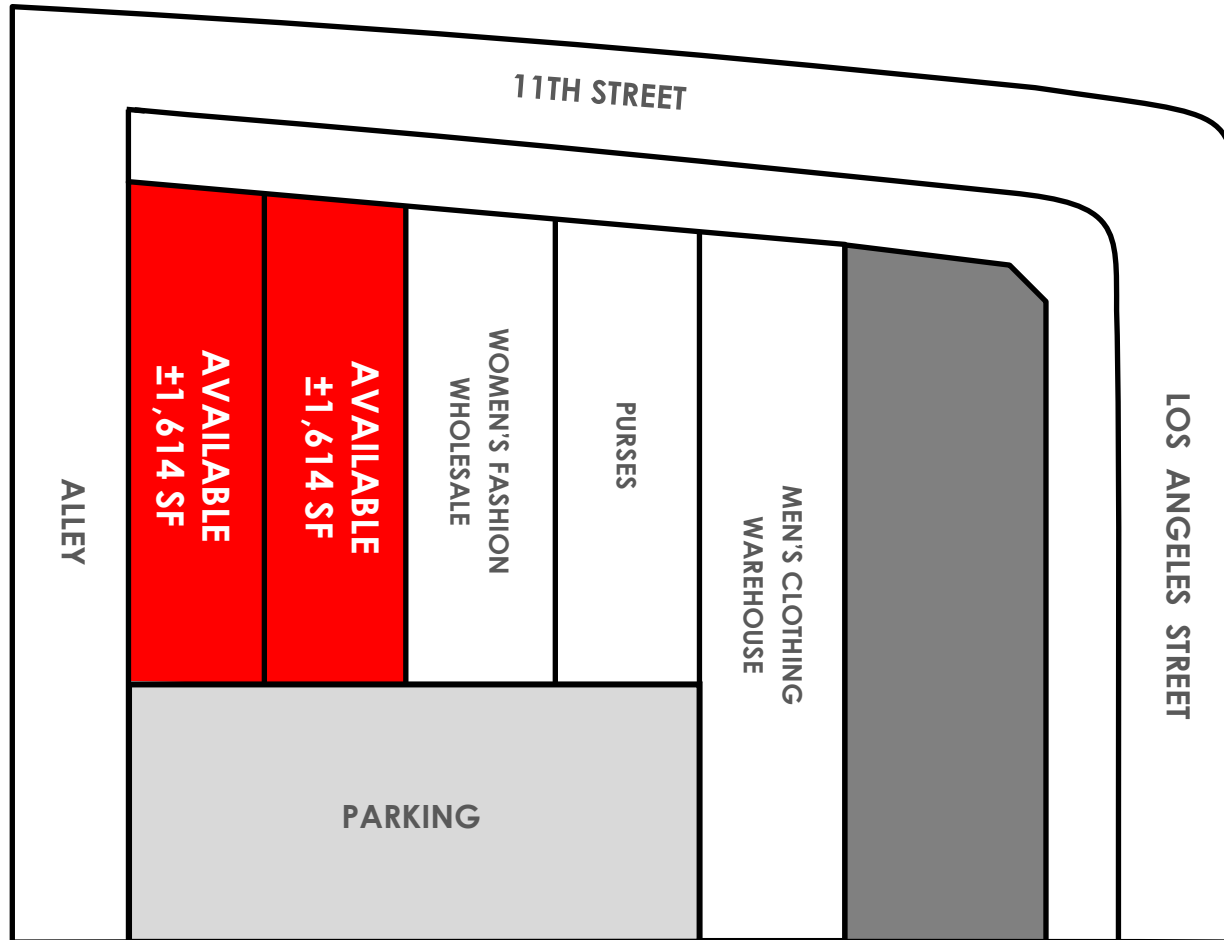 11TH STREET
AVAILABLE
±1,614 SF
AVAILABLE
±1,614 SF
WOMEN'S FASHION
WHOLESALE
PURSES
MEN'S CLOTHING
WAREHOUSE
LOS ANGELES STREET
ALLEY
PARKING